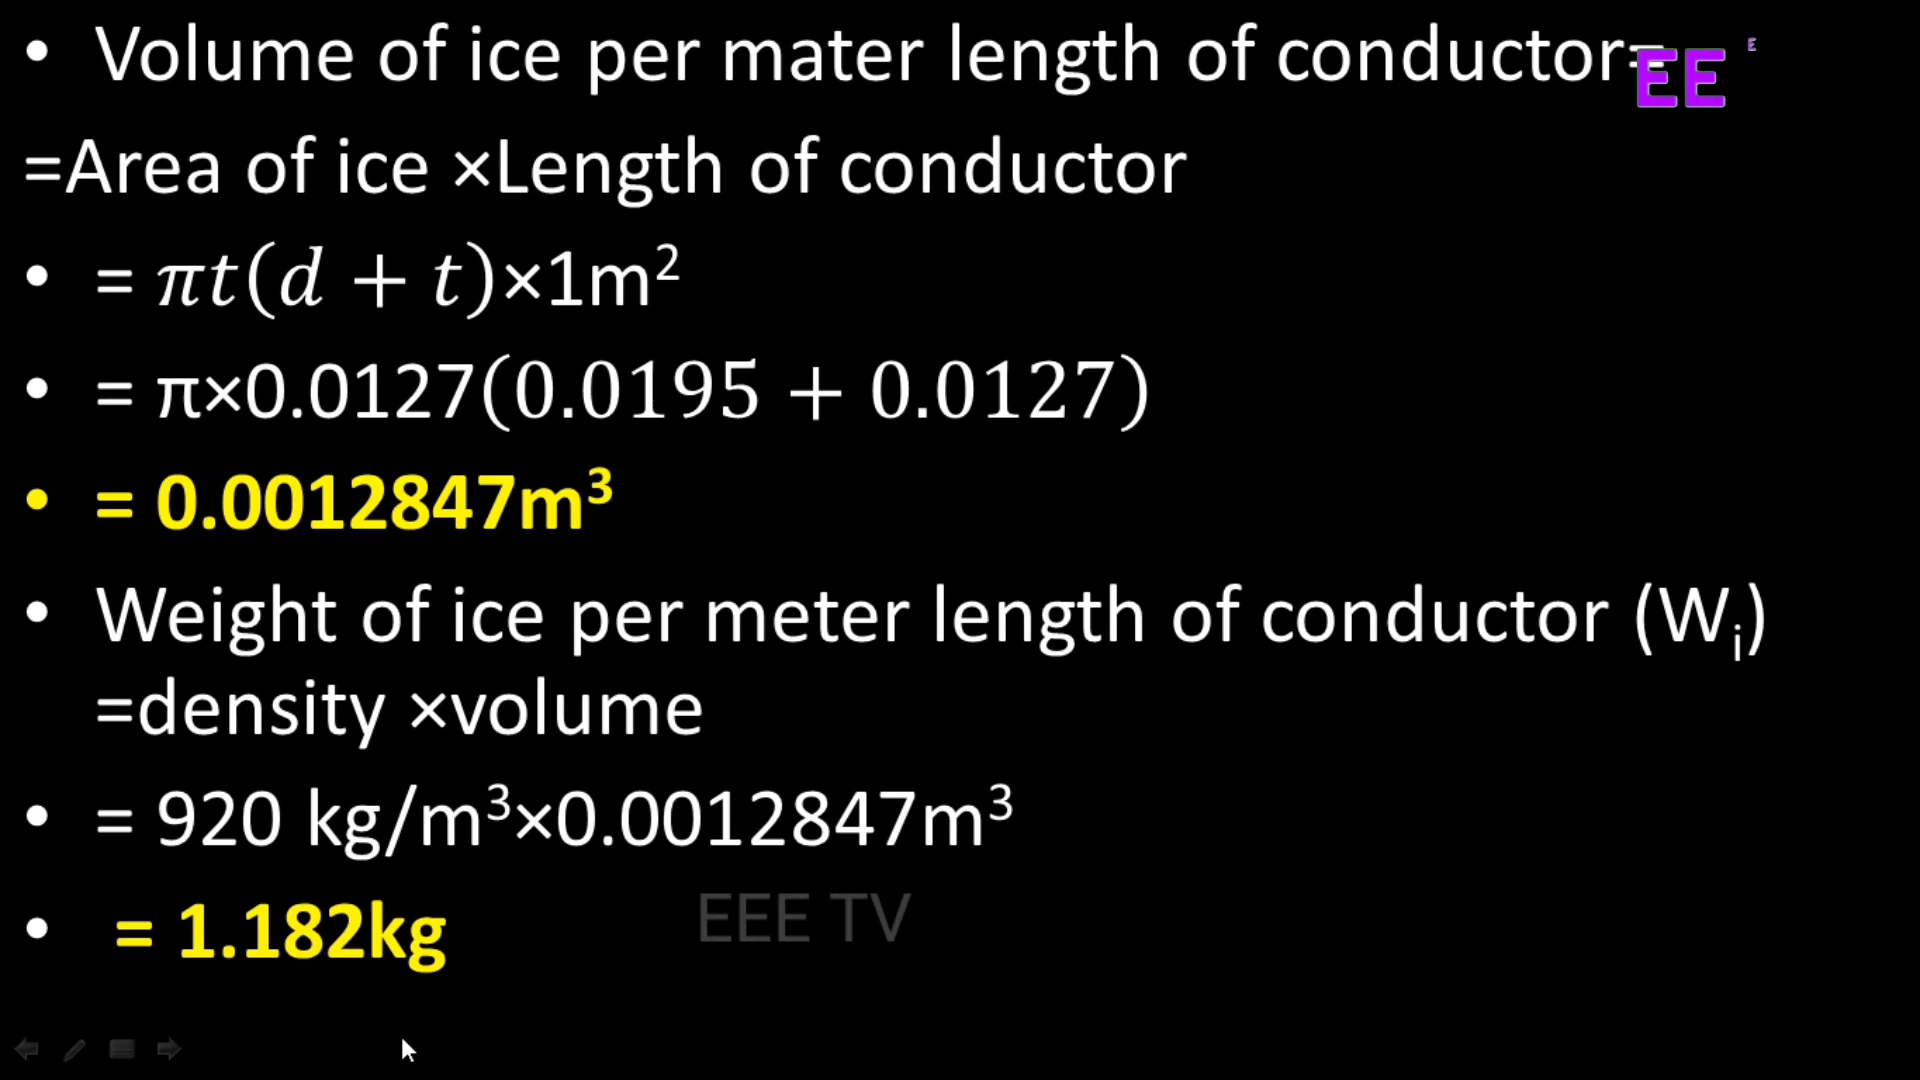 • Volume of ice per mater length of conductor=
EE E
=Area of ice ×Length of conductor
• = πt(d + t)×1m²
• = π×0.0127(0.0195 + 0.0127)
• = 0.0012847m³
• Weight of ice per meter length of conductor (Wᵢ)
=density ×volume
• = 920 kg/m³×0.0012847m³
• = 1.182kg
EEE TV